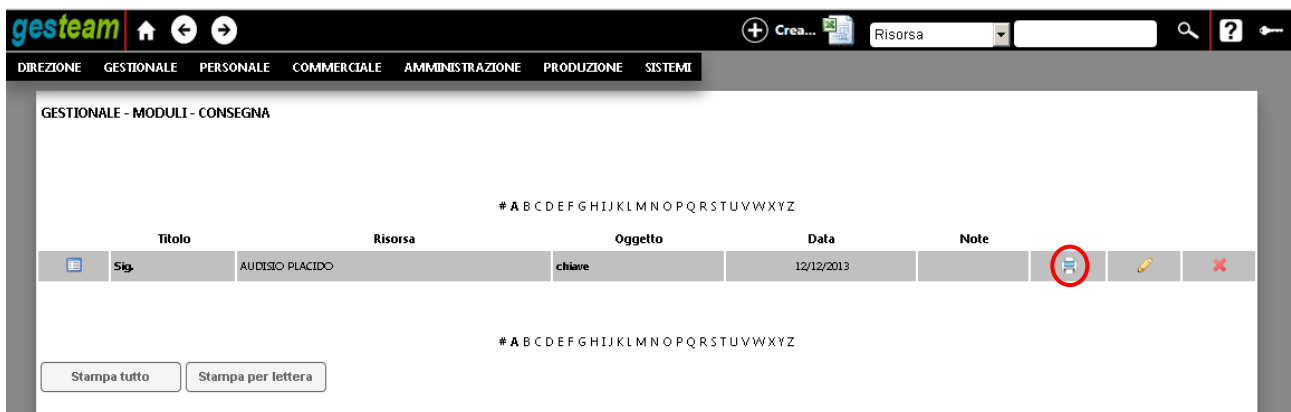 gesteam Crea... Risorsa ?
DIREZIONE GESTIONALE PERSONALE COMMERCIALE AMMINISTRAZIONE PRODUZIONE SISTEMI
GESTIONALE - MODULI - CONSEGNA
# A B C D E F G H I J K L M N O P Q R S T U V W X Y Z
Titolo Risorsa Oggetto Data Note
Sig. AUDISIO PLACIDO chiave 12/12/2013
# A B C D E F G H I J K L M N O P Q R S T U V W X Y Z
Stampa tutto Stampa per lettera